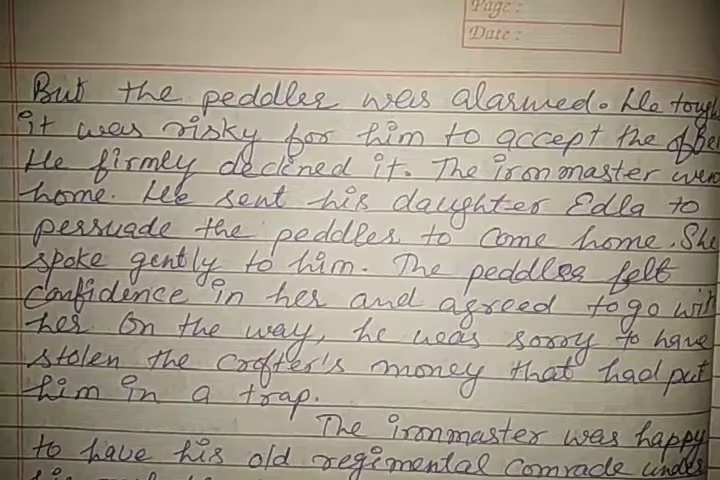 Page :
Date :
But the peddler was alarmed. He toug
it was risky for him to accept the offer
He firmly declined it. The ironmaster went
home. He sent his daughter Edla to
persuade the peddler to come home. She
spoke gently to him. The peddler felt
confidence in her and agreed to go with
her. On the way, he was sorry to have
stolen the crofter's money that had put
him in a trap.
The ironmaster was happy
to have his old regimental comrade under